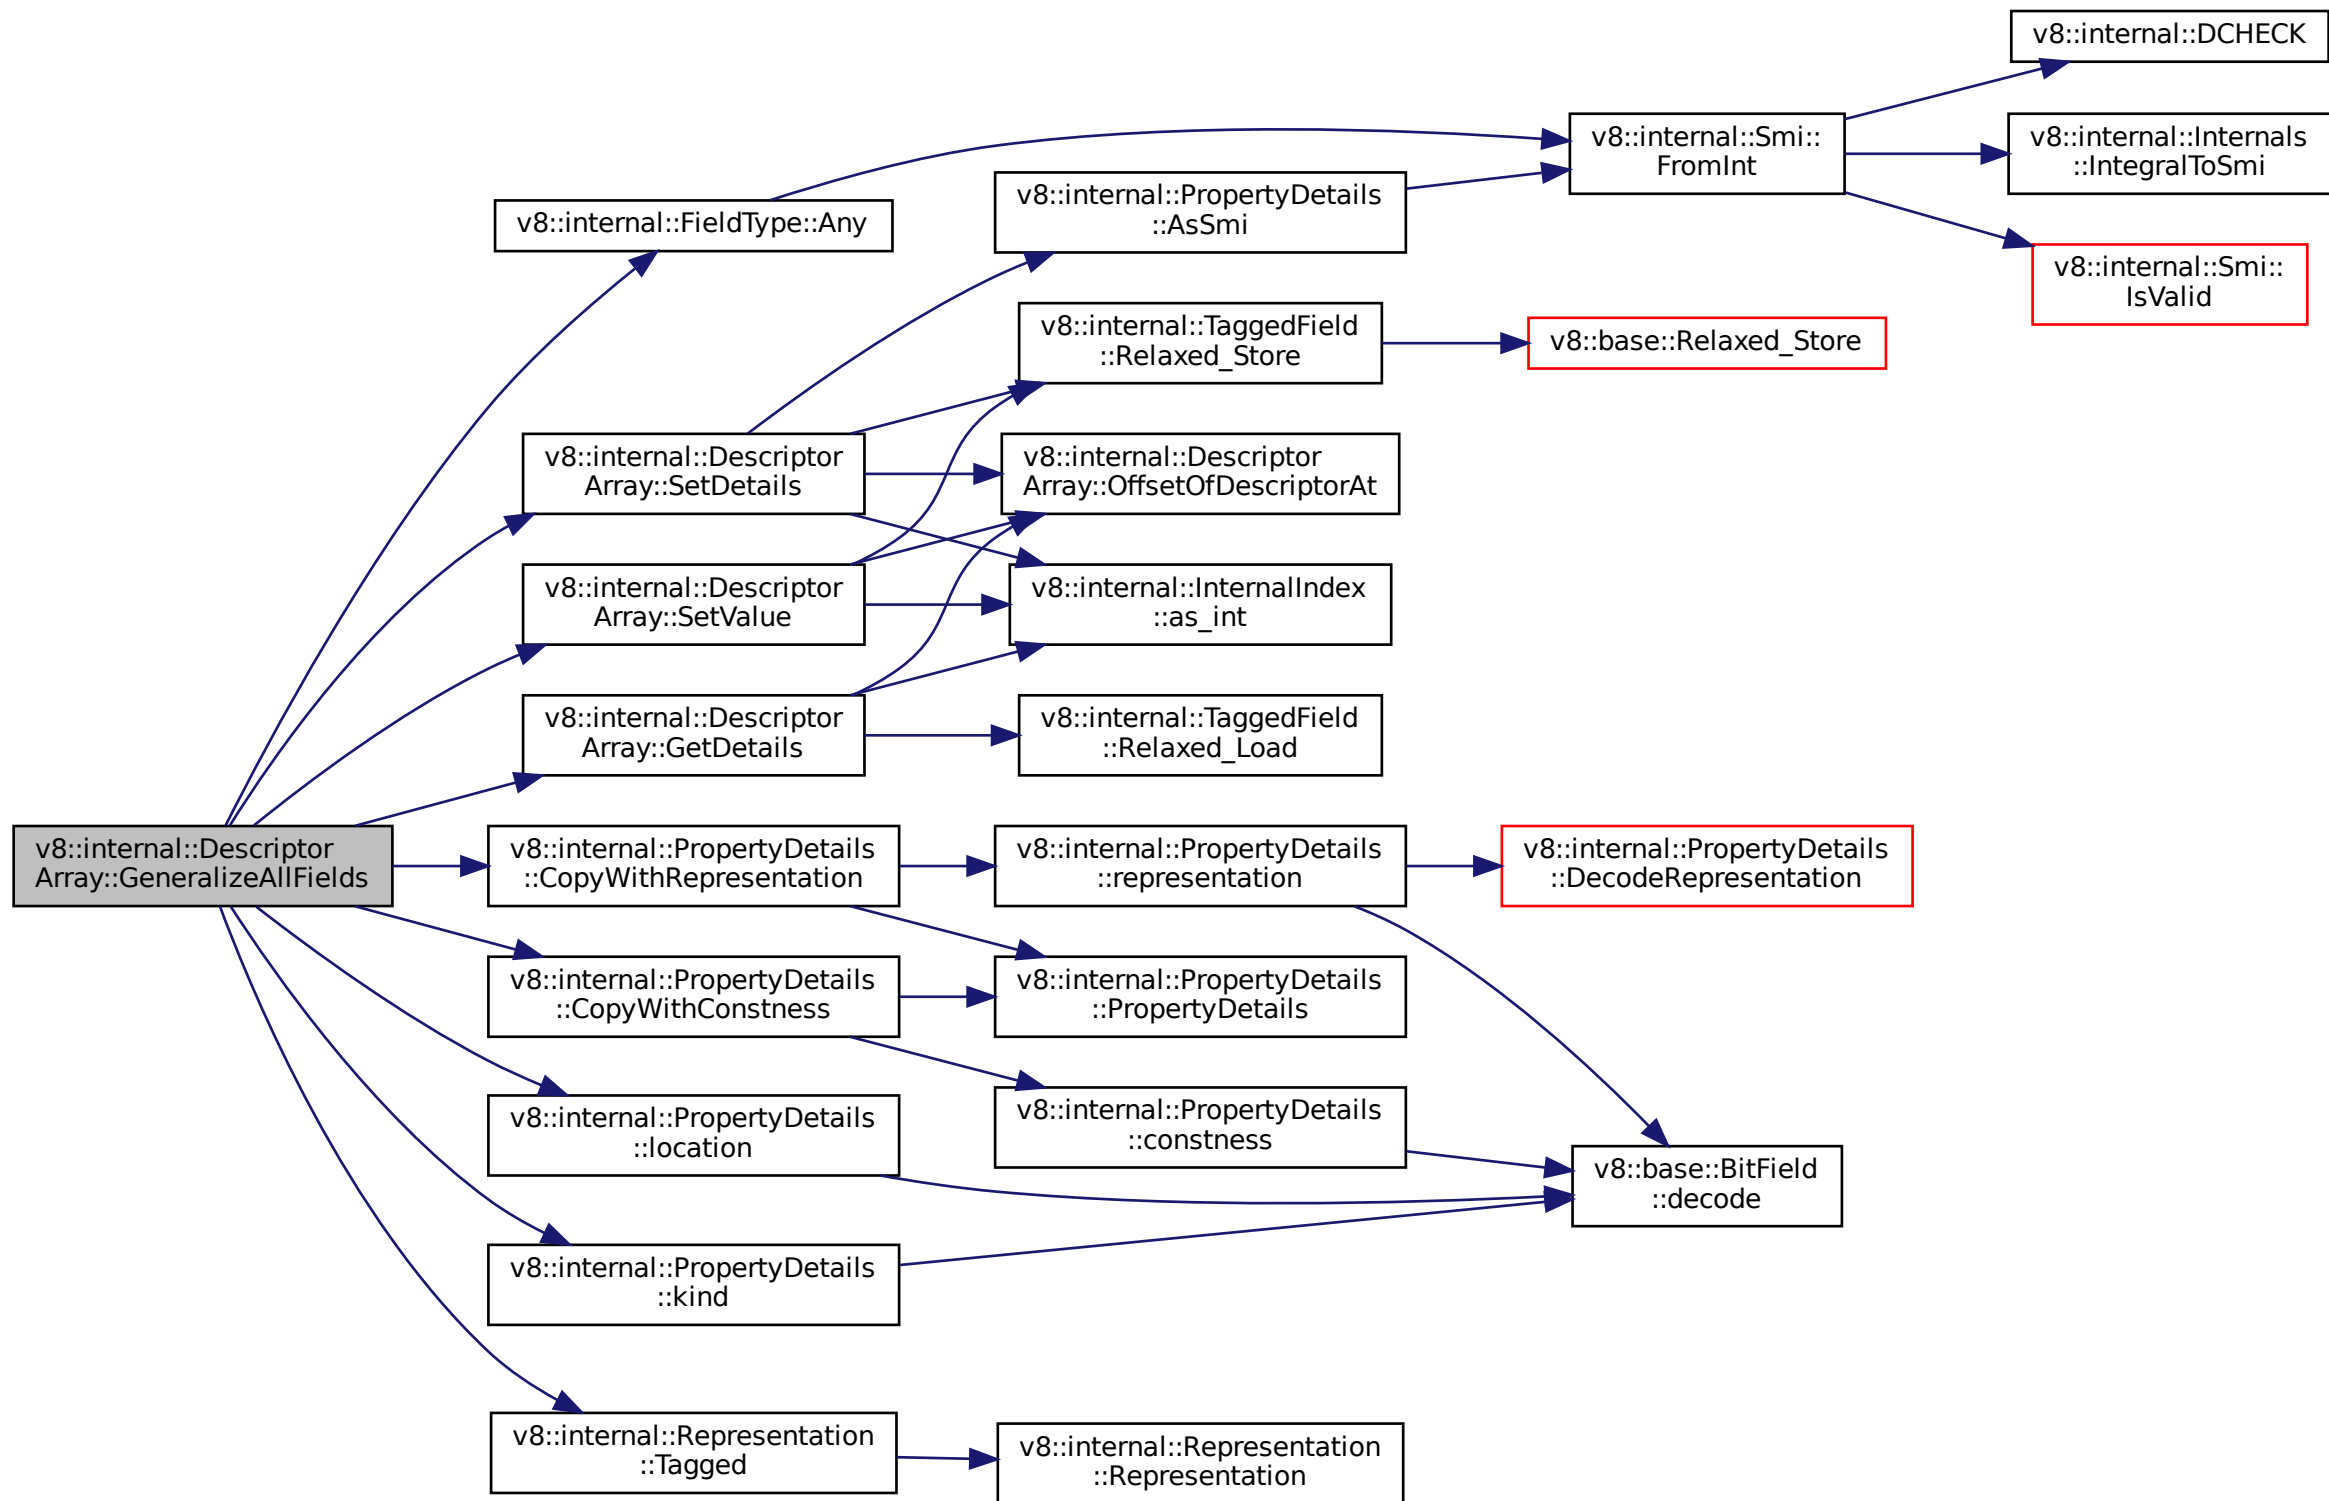 v8::internal::DCHECK
v8::internal::Smi::
FromInt
v8::internal::Internals
::IntegralToSmi
v8::internal::FieldType::Any
v8::internal::PropertyDetails
::AsSmi
v8::internal::Smi::
IsValid
v8::internal::TaggedField
::Relaxed_Store
v8::base::Relaxed_Store
v8::internal::Descriptor
Array::SetDetails
v8::internal::Descriptor
Array::OffsetOfDescriptorAt
v8::internal::Descriptor
Array::SetValue
v8::internal::InternalIndex
::as_int
v8::internal::Descriptor
Array::GetDetails
v8::internal::TaggedField
::Relaxed_Load
v8::internal::Descriptor
Array::GeneralizeAllFields
v8::internal::PropertyDetails
::CopyWithRepresentation
v8::internal::PropertyDetails
::representation
v8::internal::PropertyDetails
::DecodeRepresentation
v8::internal::PropertyDetails
::CopyWithConstness
v8::internal::PropertyDetails
::PropertyDetails
v8::internal::PropertyDetails
::location
v8::internal::PropertyDetails
::constness
v8::base::BitField
::decode
v8::internal::PropertyDetails
::kind
v8::internal::Representation
::Tagged
v8::internal::Representation
::Representation